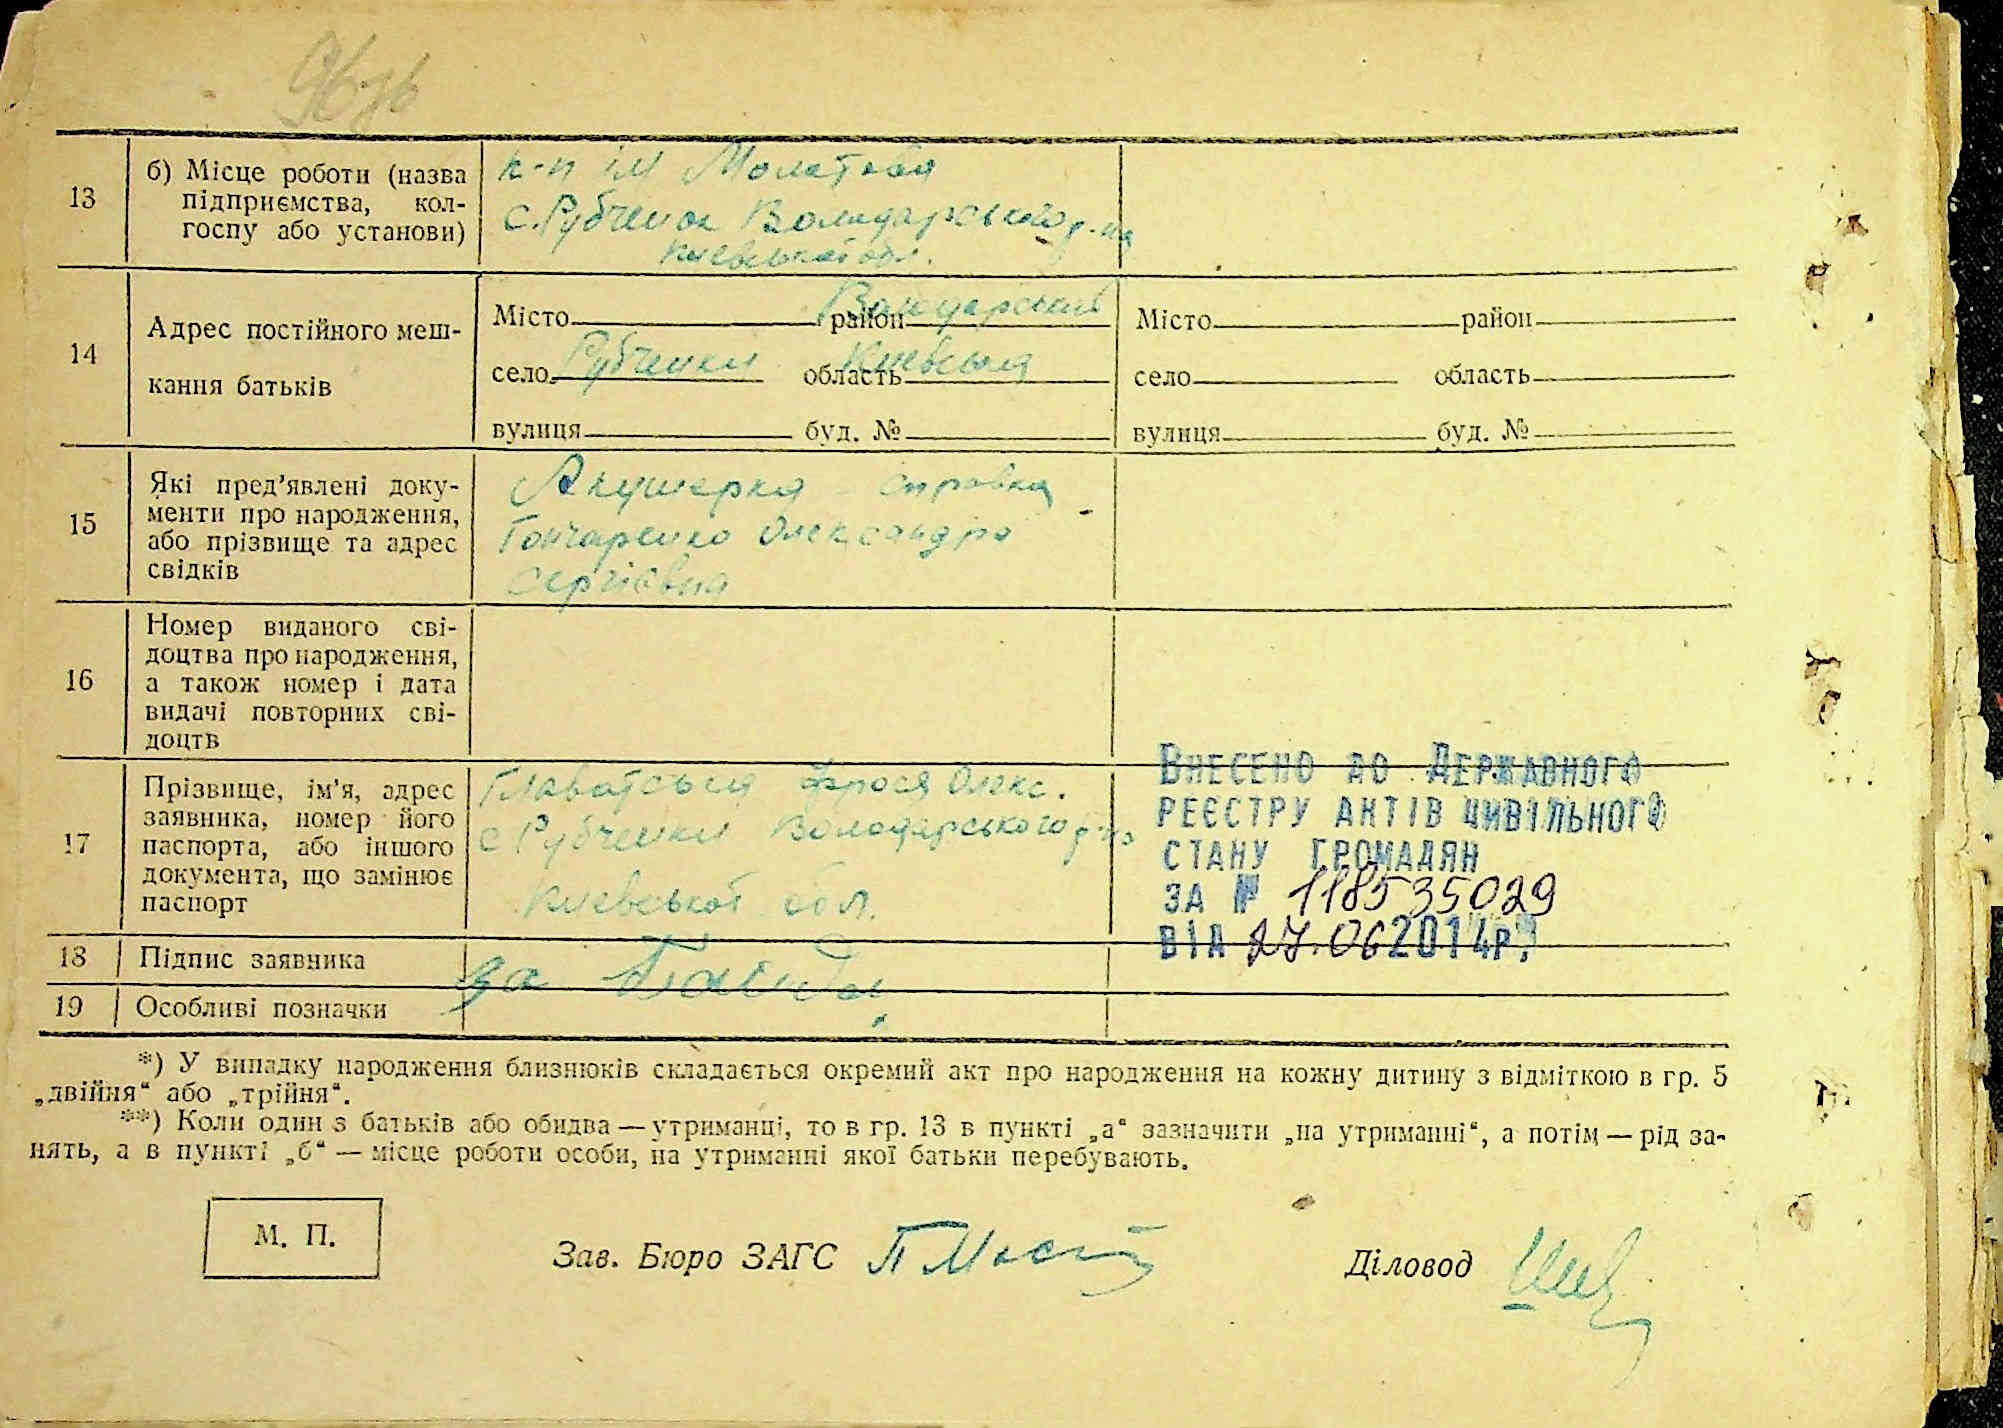 13
б) Місце роботи (назва
підприємства, кол-
госпу або установи)
к-п ім Молотова
с. Рубченок Володарського р-на
Київської обл.
14
Адрес постійного меш-
кання батьків
Місто район Володарський
село Рубченки область Київська
вулиця буд. №
Місто район
село область
вулиця буд. №
15
Які пред'явлені доку-
менти про народження,
або прізвище та адрес
свідків
Акушерка справка
Гончаренко Олександра
Сергіївна
16
Номер виданого сві-
доцтва про народження,
а також номер і дата
видачі повторних сві-
доцтв
17
Прізвище, ім'я, адрес
заявника, номер його
паспорта, або іншого
документа, що замінює
паспорт
Главатська Фрося Олекс.
с Рубченки Володарського р-на
Київської обл.
ВНЕСЕНО ДО ДЕРЖАВНОГО
РЕЄСТРУ АКТІВ ЦИВІЛЬНОГО
СТАНУ ГРОМАДЯН
ЗА № 118535029
ВІД 27.06 2014р.
18
Підпис заявника
за
19
Особливі позначки
*) У випадку народження близнюків складається окремий акт про народження на кожну дитину з відміткою в гр. 5
„двійня“ або „трійня“.
**) Коли один з батьків або обидва — утриманці, то в гр. 13 в пункті „а“ зазначити „на утриманні“, а потім — рід за-
нять, а в пункті „б“ — місце роботи особи, на утриманні якої батьки перебувають.
М. П.
Зав. Бюро ЗАГС
Діловод